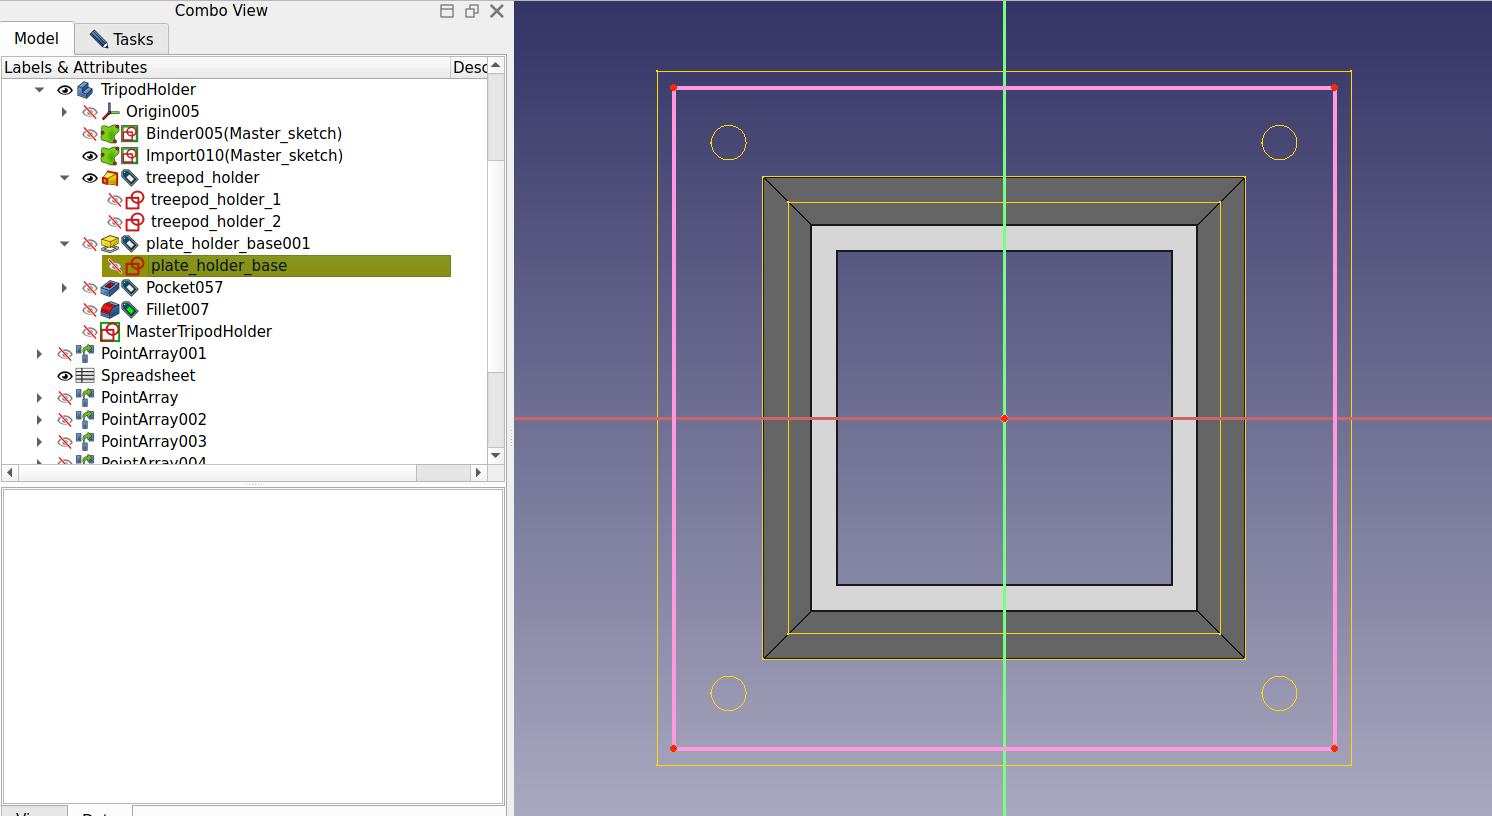 Combo View
Model
Tasks
Labels & Attributes
Desc
TripodHolder
Origin005
Binder005(Master_sketch)
Import010(Master_sketch)
treepod_holder
treepod_holder_1
treepod_holder_2
plate_holder_base001
plate_holder_base
Pocket057
Fillet007
MasterTripodHolder
PointArray001
Spreadsheet
PointArray
PointArray002
PointArray003
PointArray004